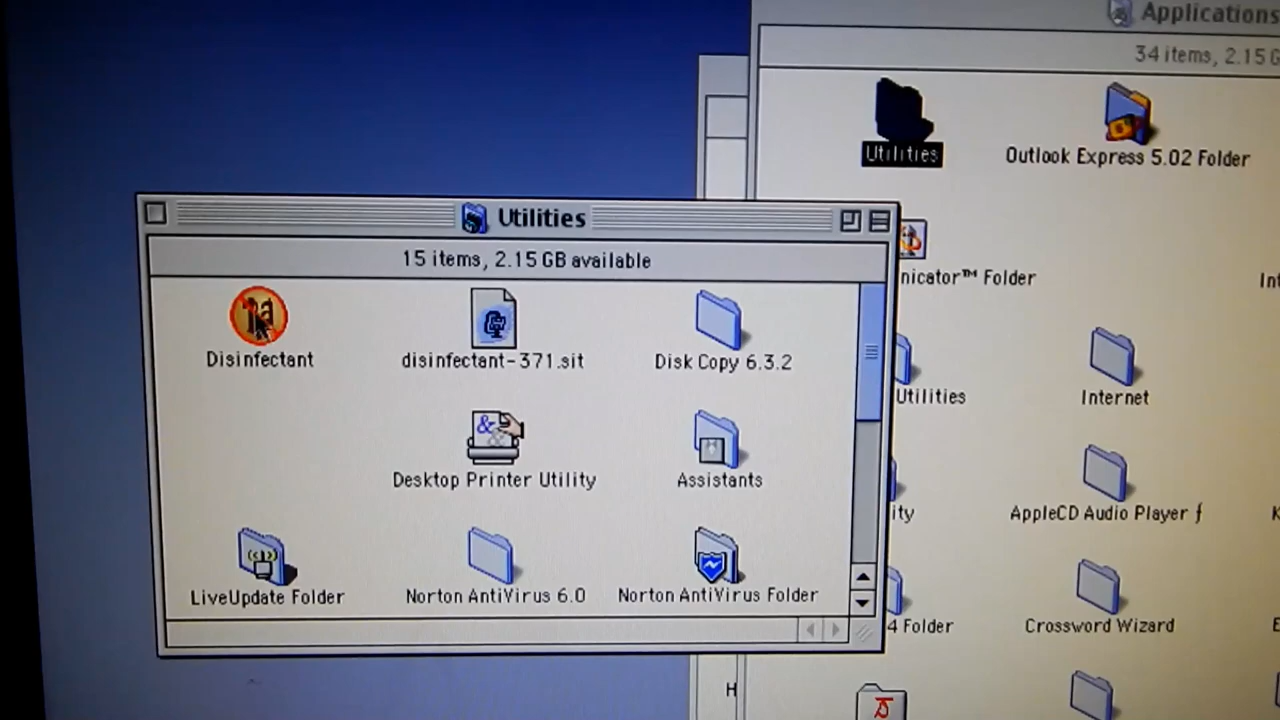 Applications
34 items, 2.15 G
Utilities
Outlook Express 5.02 Folder
nicator™ Folder
Int
Utilities
Internet
ity
AppleCD Audio Player ƒ
K
4 Folder
Crossword Wizard
E
H
Utilities
15 items, 2.15 GB available
Disinfectant
disinfectant-371.sit
Disk Copy 6.3.2
Desktop Printer Utility
Assistants
LiveUpdate Folder
Norton AntiVirus 6.0
Norton AntiVirus Folder